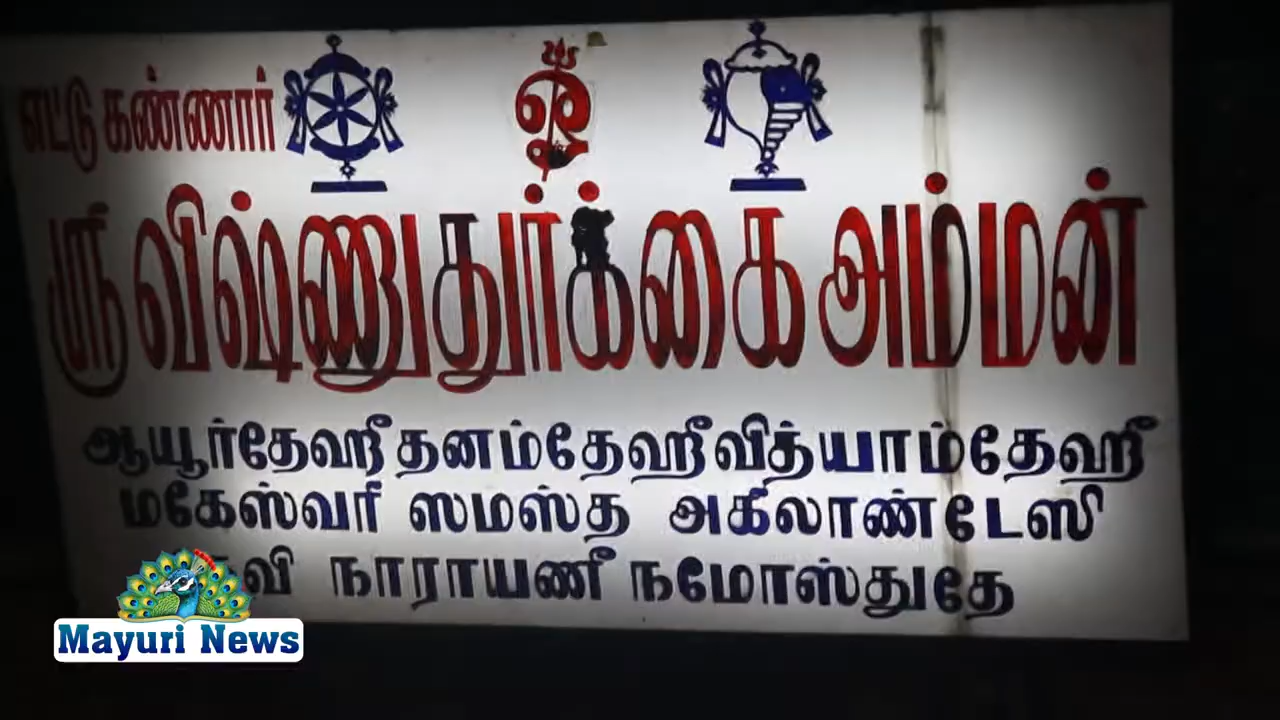 எட்டு கண்ணார்
ௐ
ஸ்ரீ விஷ்ணு துர்க்கை அம்மன்
ஆயூர்தேஹீ தனம்தேஹீ வித்யாம்தேஹீ
மகேஸ்வரி ஸமஸ்த அகிலாண்டேஸி
நாராயணீ நமோஸ்துதே
Mayuri News